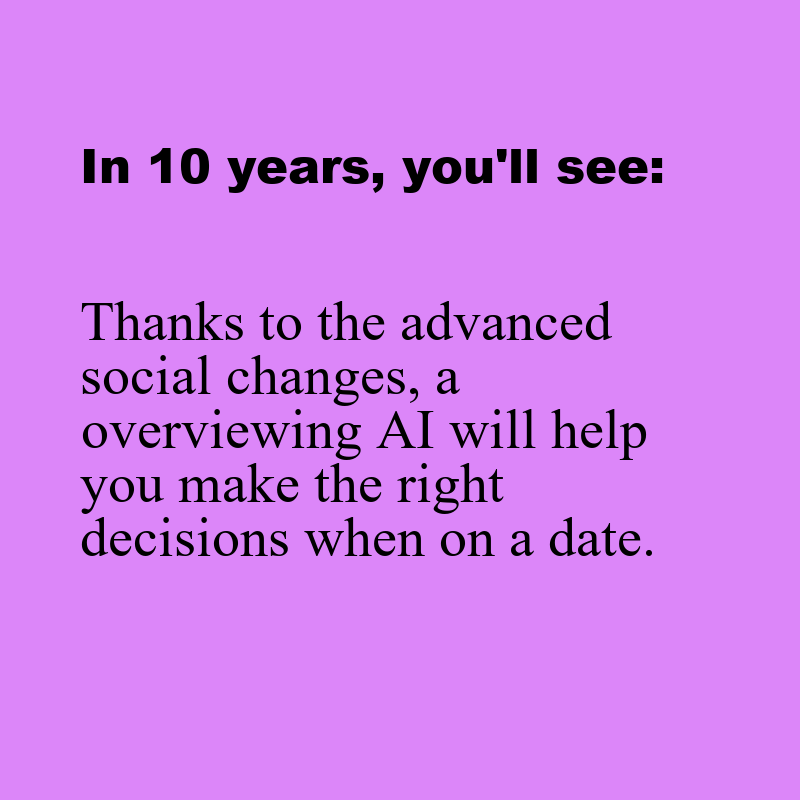 In 10 years, you'll see:
Thanks to the advanced
social changes, a
overviewing AI will help
you make the right
decisions when on a date.